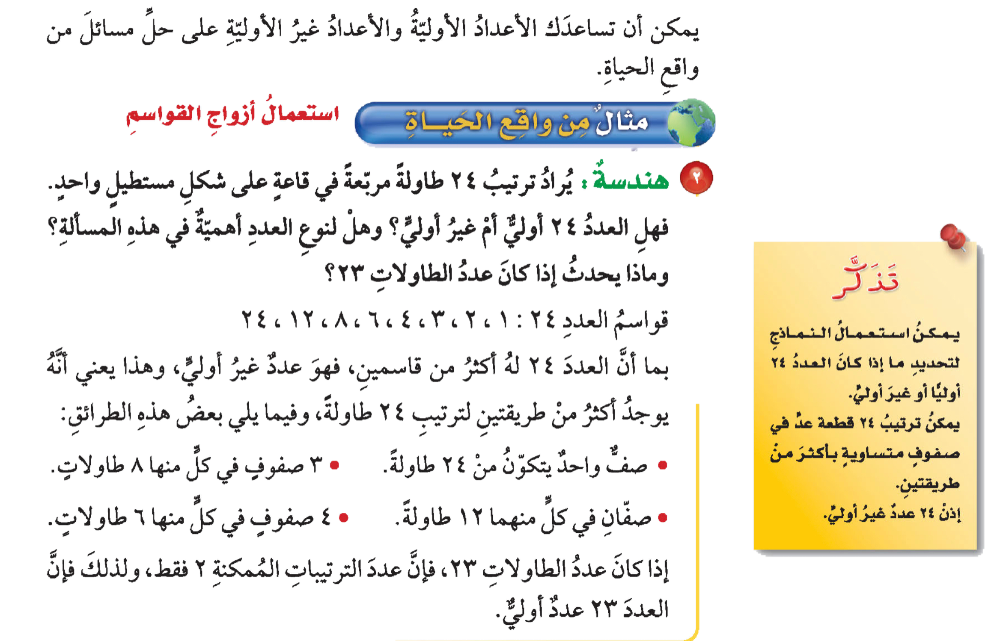 يمكن أن تساعدَك الأعدادُ الأوليّةُ والأعدادُ غيرُ الأوليّةِ على حلِّ مسائلَ من
واقعِ الحياةِ.
مثالٌ مِن واقِع الحَيــاةِ استعمالُ أزواجِ القواسمِ
٢ هندسةٌ: يُرادُ ترتيبُ ٢٤ طاولةً مربّعةً في قاعةٍ على شكلِ مستطيلٍ واحدٍ.
فهلِ العددُ ٢٤ أوليٌّ أمْ غيرُ أوليٍّ؟ وهلْ لنوعِ العددِ أهميّةٌ في هذهِ المسألةِ؟
وماذا يحدثُ إذا كانَ عددُ الطاولاتِ ٢٣؟
قواسمُ العددِ ٢٤ : ١ ، ٢ ، ٣ ، ٤ ، ٦ ، ٨ ، ١٢ ، ٢٤
بما أنَّ العددَ ٢٤ لهُ أكثرُ من قاسمينِ، فهوَ عددٌ غيرُ أوليٍّ، وهذا يعني أنَّهُ
يوجدُ أكثرُ منْ طريقتينِ لترتيبِ ٢٤ طاولةً، وفيما يلي بعضُ هذهِ الطرائقِ:
• صفٌّ واحدٌ يتكوّنُ منْ ٢٤ طاولةً. • ٣ صفوفٍ في كلٍّ منها ٨ طاولاتٍ.
• صفّانِ في كلٍّ منهما ١٢ طاولةً. • ٤ صفوفٍ في كلٍّ منها ٦ طاولاتٍ.
إذا كانَ عددُ الطاولاتِ ٢٣، فإنَّ عددَ الترتيباتِ المُمكنةِ ٢ فقط، ولذلكَ فإنَّ
العددَ ٢٣ عددٌ أوليٌّ.
تَذَكَّر
يـمـكـنُ اسـتـعـمـالُ الـنـمـاذجِ
لتحديدِ ما إذا كانَ العددُ ٢٤
أوليًّا أو غيرَ أوليٍّ.
يمكنُ ترتيبُ ٢٤ قطعة عدٍّ في
صفوفٍ متساويةٍ بأكثرَ منْ
طريقتينِ.
إذنْ ٢٤ عددٌ غيرُ أوليٍّ.